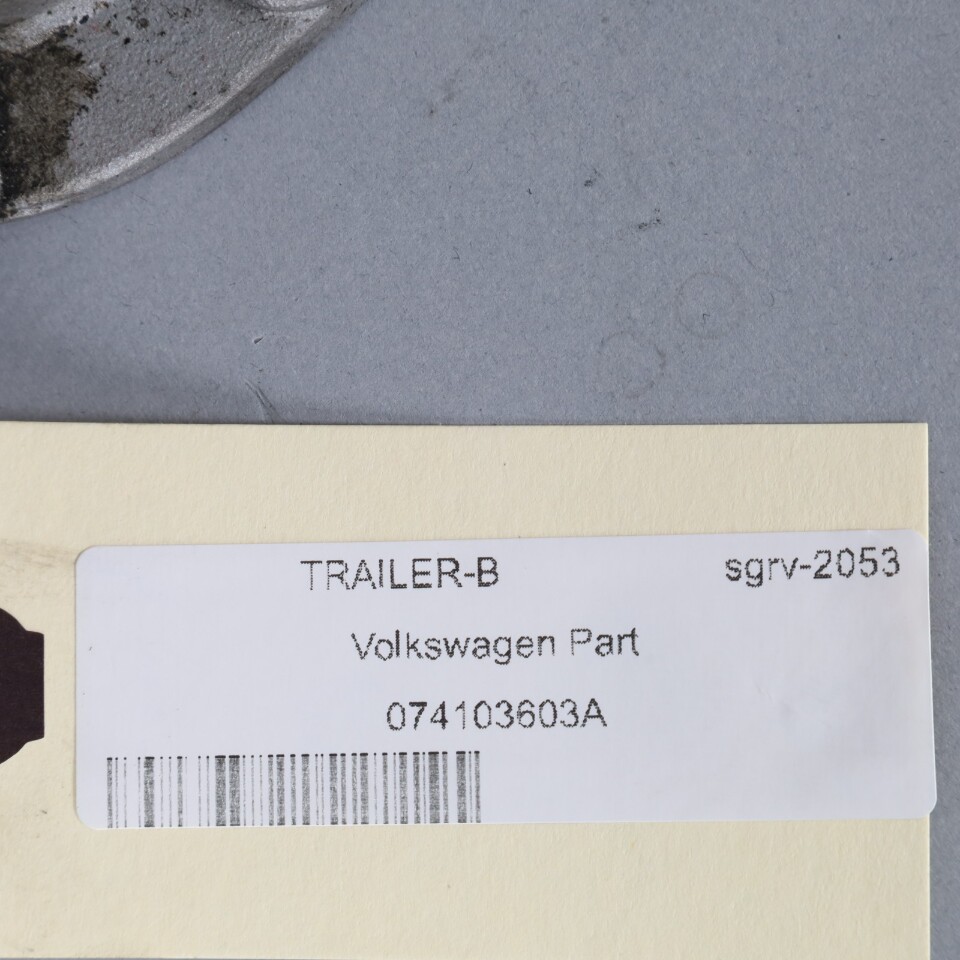 TRAILER-B sgrv-2053
Volkswagen Part
074103603A